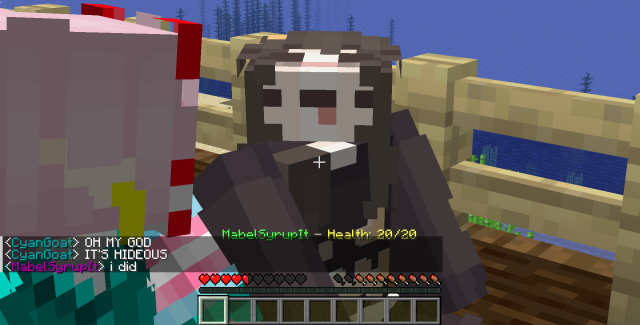 MabelSyrupIt - Health: 20/20
<CyanGoat> OH MY GOD
<CyanGoat> IT'S HIDEOUS
<MabelSyrupIt> i did